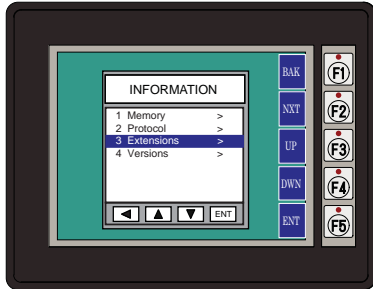 INFORMATION
1 Memory >
2 Protocol >
3 Extensions >
4 Versions >
ENT
BAK
NXT
UP
DWN
ENT
F1
F2
F3
F4
F5